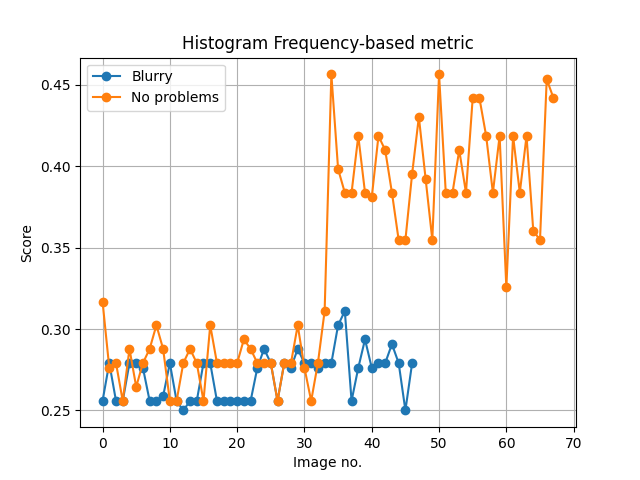 Histogram Frequency-based metric
Blurry
No problems
Score
0.45
0.40
0.35
0.30
0.25
0 10 20 30 40 50 60 70
Image no.